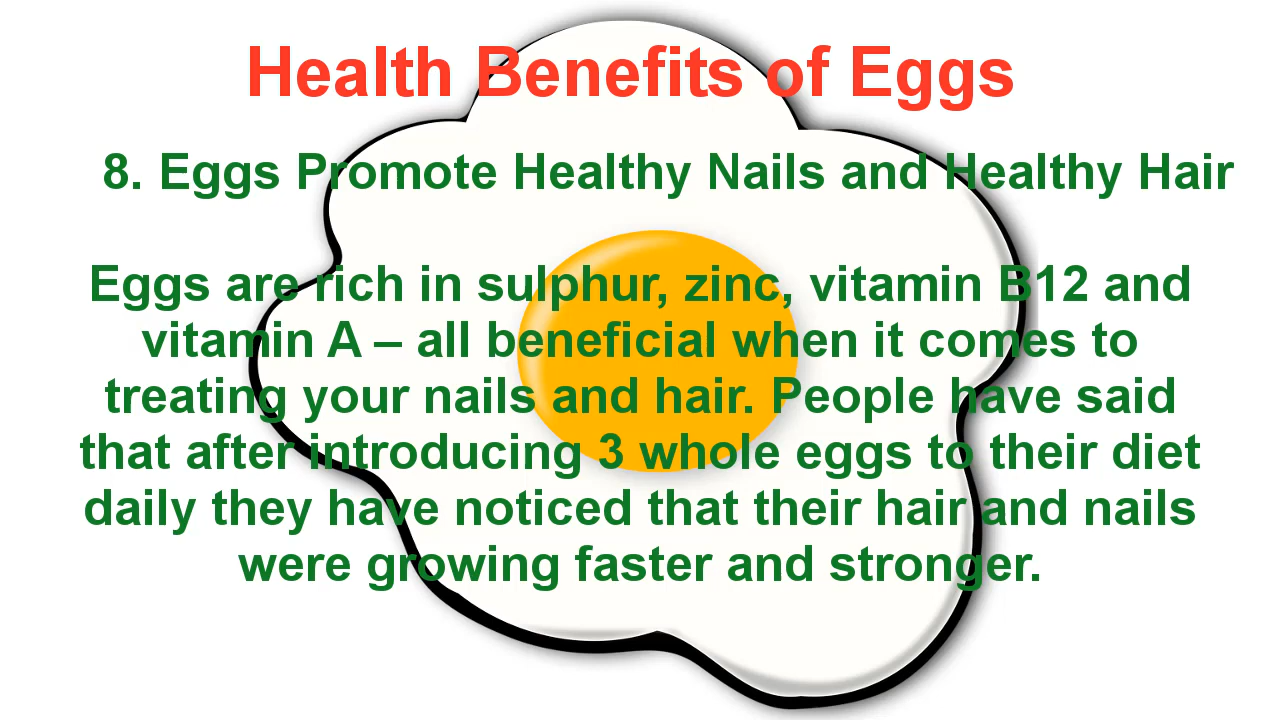 Health Benefits of Eggs
8. Eggs Promote Healthy Nails and Healthy Hair
Eggs are rich in sulphur, zinc, vitamin B12 and
vitamin A – all beneficial when it comes to
treating your nails and hair. People have said
that after introducing 3 whole eggs to their diet
daily they have noticed that their hair and nails
were growing faster and stronger.